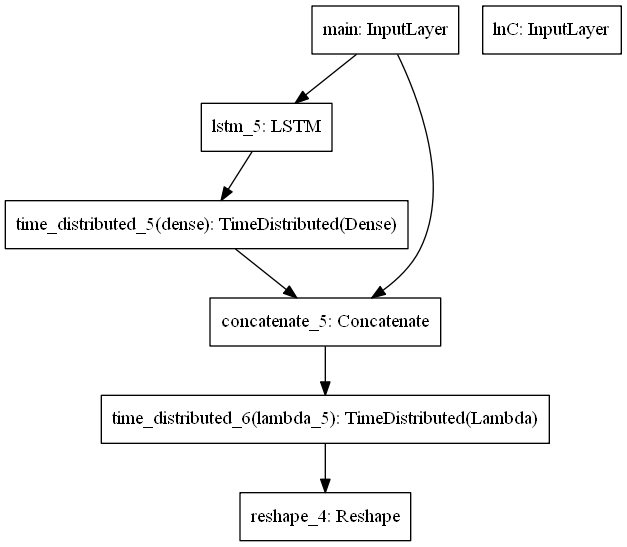 main: InputLayer
lnC: InputLayer
lstm_5: LSTM
time_distributed_5(dense): TimeDistributed(Dense)
concatenate_5: Concatenate
time_distributed_6(lambda_5): TimeDistributed(Lambda)
reshape_4: Reshape